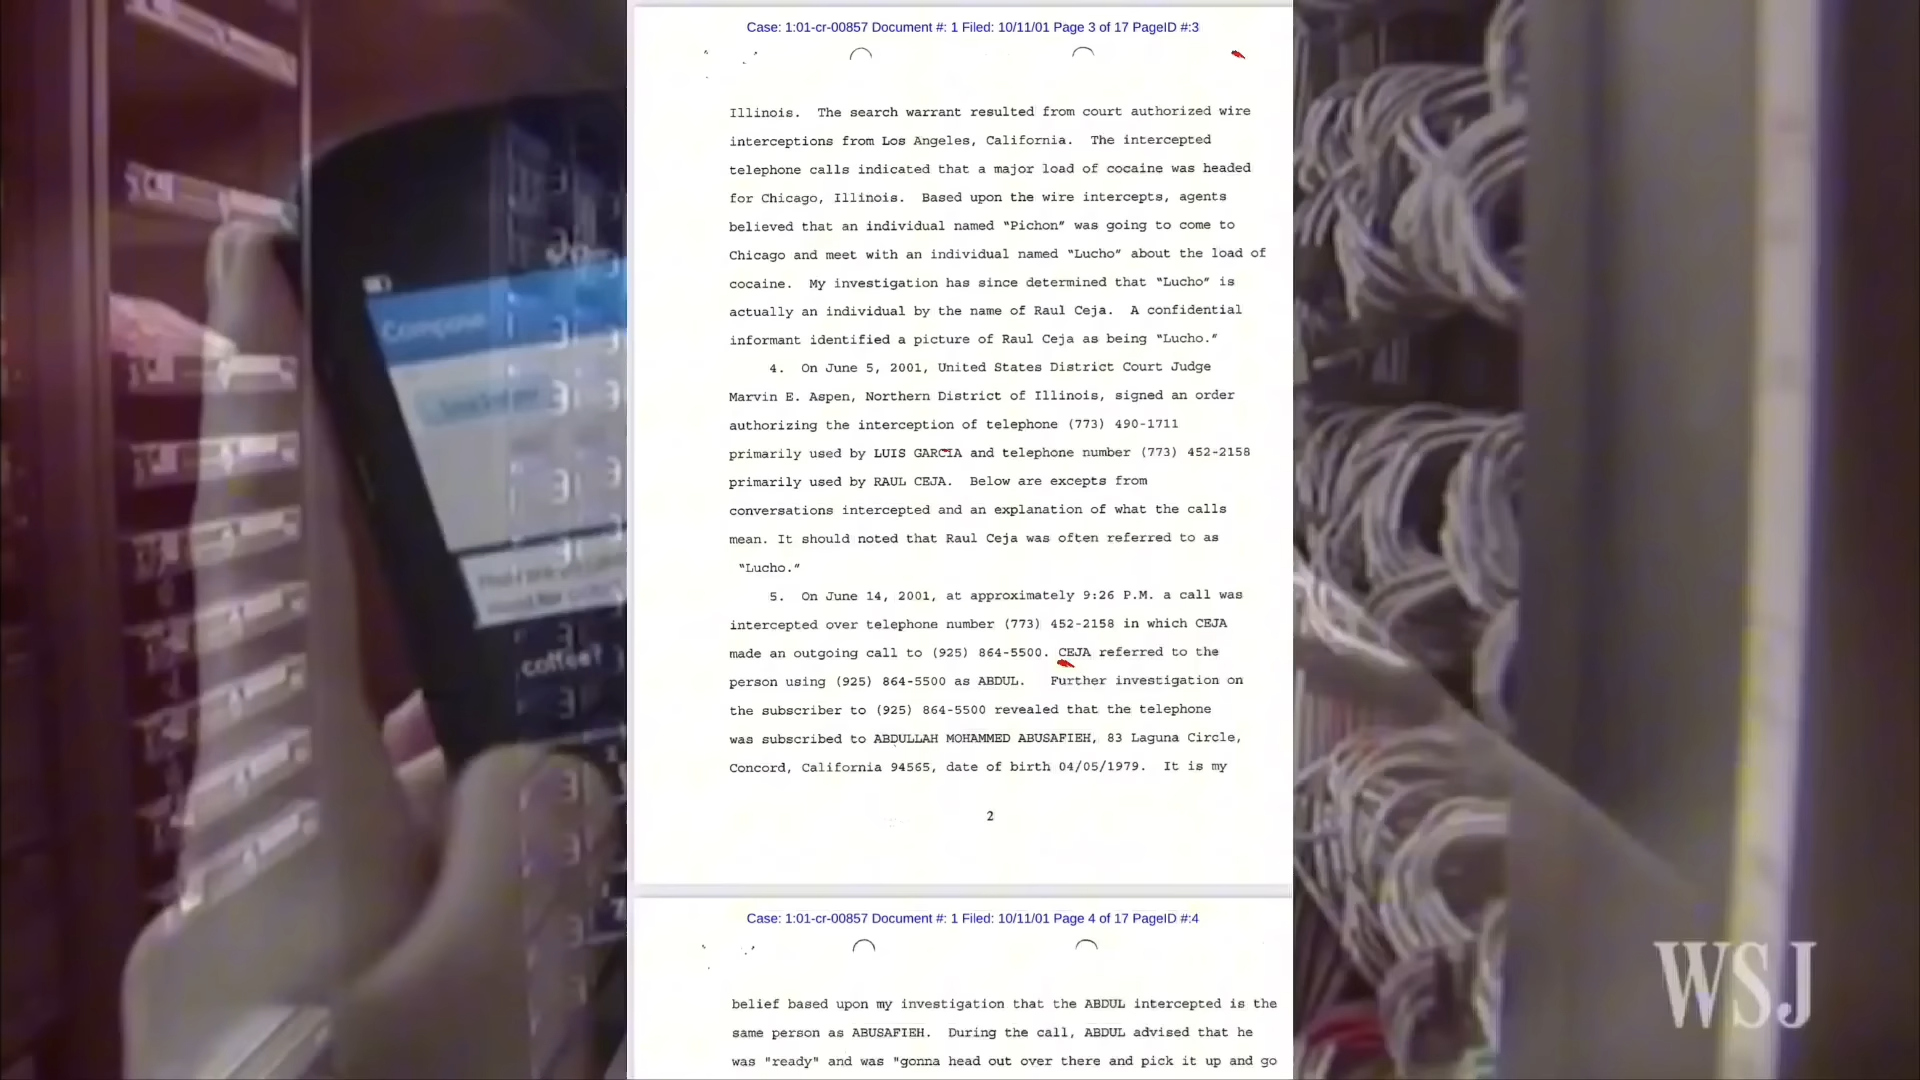 Case: 1:01-cr-00857 Document #: 1 Filed: 10/11/01 Page 3 of 17 PageID #:3
Illinois. The search warrant resulted from court authorized wire
interceptions from Los Angeles, California. The intercepted
telephone calls indicated that a major load of cocaine was headed
for Chicago, Illinois. Based upon the wire intercepts, agents
believed that an individual named "Pichon" was going to come to
Chicago and meet with an individual named "Lucho" about the load of
cocaine. My investigation has since determined that "Lucho" is
actually an individual by the name of Raul Ceja. A confidential
informant identified a picture of Raul Ceja as being "Lucho."
4. On June 5, 2001, United States District Court Judge
Marvin E. Aspen, Northern District of Illinois, signed an order
authorizing the interception of telephone (773) 490-1711
primarily used by LUIS GARCIA and telephone number (773) 452-2158
primarily used by RAUL CEJA. Below are excepts from
conversations intercepted and an explanation of what the calls
mean. It should noted that Raul Ceja was often referred to as
"Lucho."
5. On June 14, 2001, at approximately 9:26 P.M. a call was
intercepted over telephone number (773) 452-2158 in which CEJA
made an outgoing call to (925) 864-5500. CEJA referred to the
person using (925) 864-5500 as ABDUL. Further investigation on
the subscriber to (925) 864-5500 revealed that the telephone
was subscribed to ABDULLAH MOHAMMED ABUSAFIEH, 83 Laguna Circle,
Concord, California 94565, date of birth 04/05/1979. It is my
2
Case: 1:01-cr-00857 Document #: 1 Filed: 10/11/01 Page 4 of 17 PageID #:4
belief based upon my investigation that the ABDUL intercepted is the
same person as ABUSAFIEH. During the call, ABDUL advised that he
was "ready" and was "gonna head out over there and pick it up and go
Compose
coffee?
WSJ